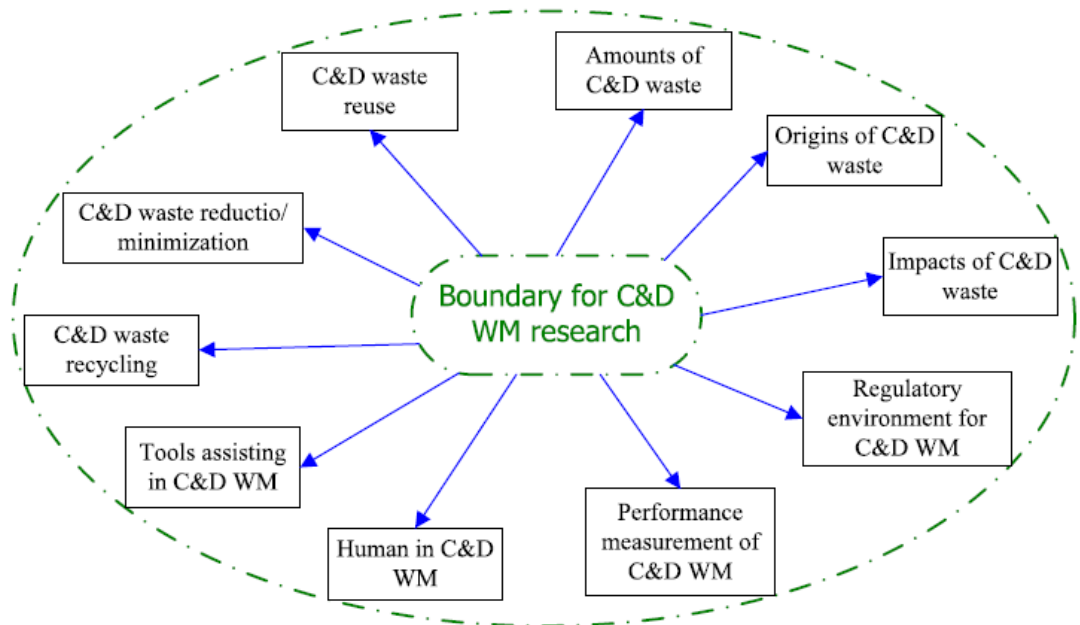 C&D waste
reuse
Amounts of
C&D waste
Origins of C&D
waste
C&D waste reductio/
minimization
Impacts of C&D
waste
Boundary for C&D
WM research
C&D waste
recycling
Regulatory
environment for
C&D WM
Tools assisting
in C&D WM
Performance
measurement of
C&D WM
Human in C&D
WM